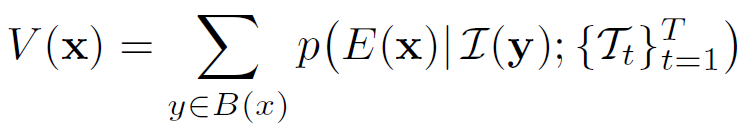 V(x) = ∑_{y∈B(x)} p(E(x)| 𝓘(y); {𝒯_t}_{t=1}^T)